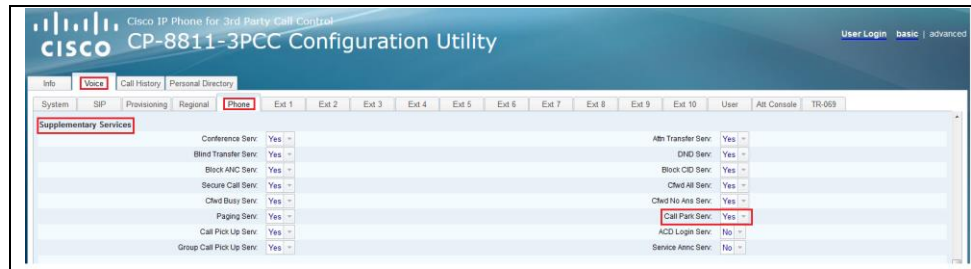 Cisco IP Phone for 3rd Party Call Control
CISCO CP-8811-3PCC Configuration Utility
User Login basic | advanced
Info Voice Call History Personal Directory
System SIP Provisioning Regional Phone Ext 1 Ext 2 Ext 3 Ext 4 Ext 5 Ext 6 Ext 7 Ext 8 Ext 9 Ext 10 User Att Console TR-069
Supplementary Services
Conference Serv: Yes Attn Transfer Serv: Yes
Blind Transfer Serv: Yes DND Serv: Yes
Block ANC Serv: Yes Block CID Serv: Yes
Secure Call Serv: Yes Cfwd All Serv: Yes
Cfwd Busy Serv: Yes Cfwd No Ans Serv: Yes
Paging Serv: Yes Call Park Serv: Yes
Call Pick Up Serv: Yes ACD Login Serv: No
Group Call Pick Up Serv: Yes Service Annc Serv: No